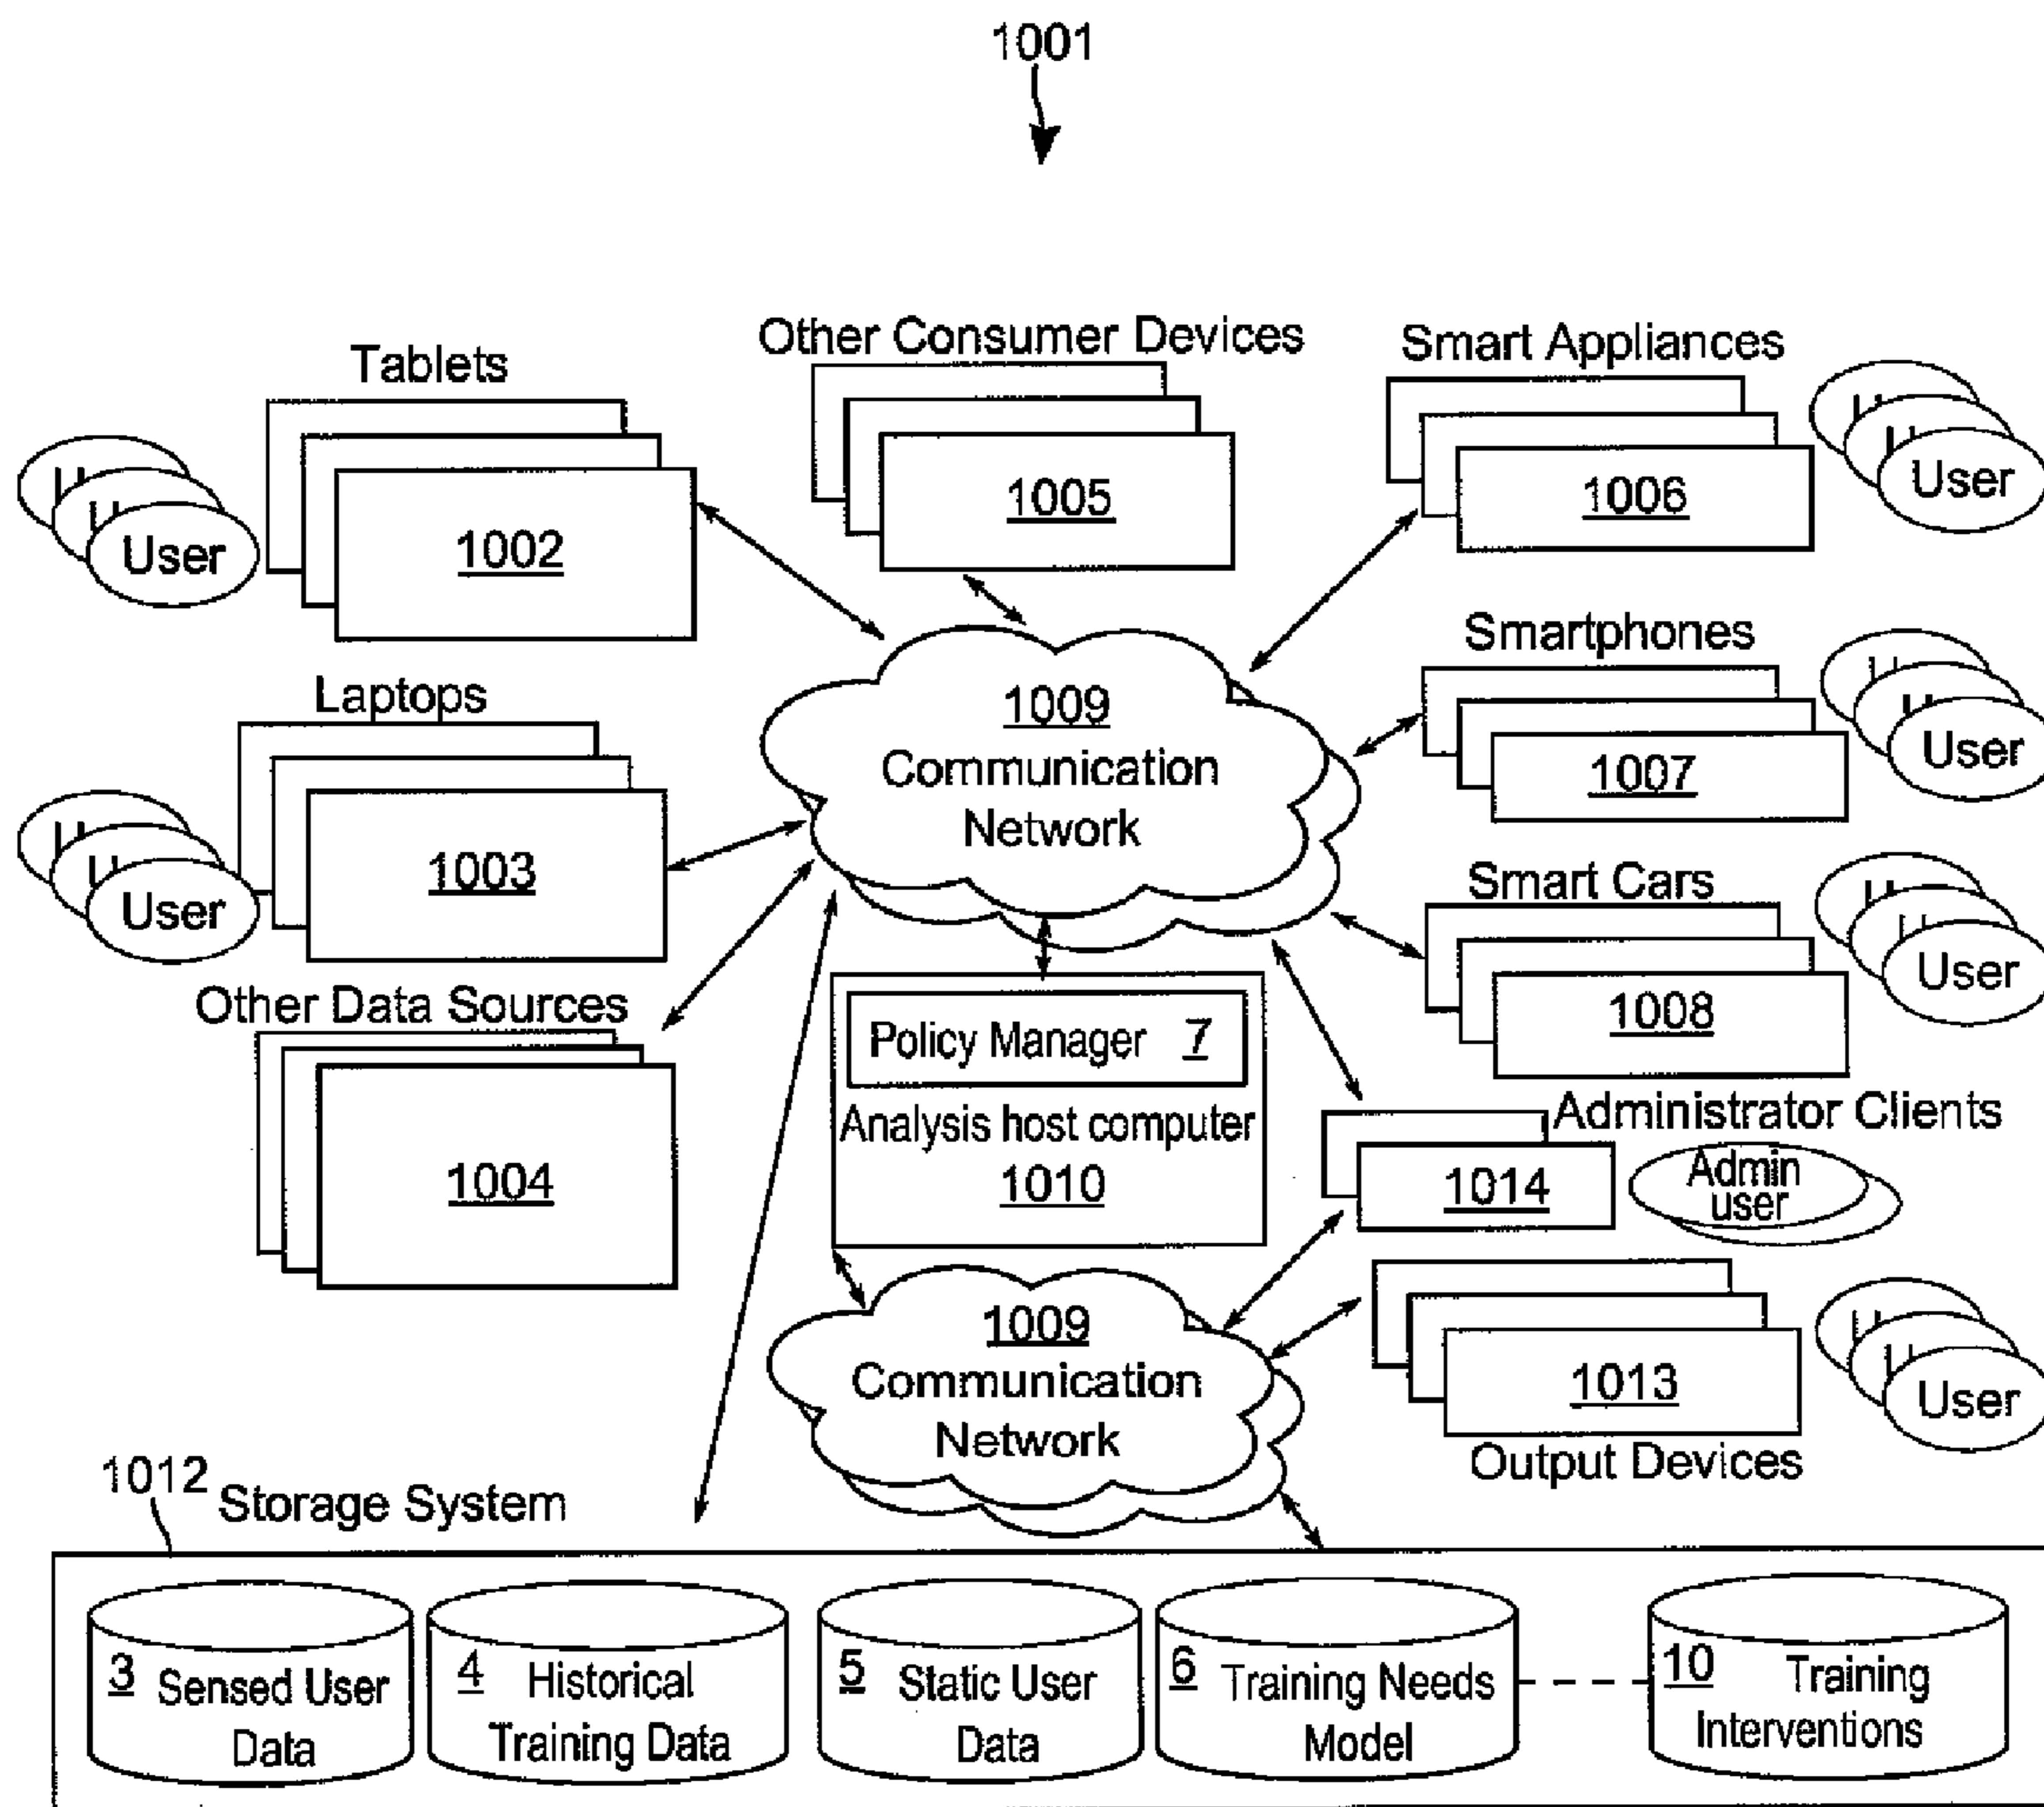 1001
Other Consumer Devices
Smart Appliances
Tablets
1005
1006
User
1002
User
Smartphones
1009
Communication
Network
1007
User
Laptops
1003
User
Smart Cars
1008
User
Other Data Sources
1004
Policy Manager 7
Analysis host computer
1010
Administrator Clients
1014
Admin
user
1009
Communication
Network
1013
User
Output Devices
1012
Storage System
3 Sensed User
Data
4 Historical
Training Data
5 Static User
Data
6 Training Needs
Model
10 Training
Interventions